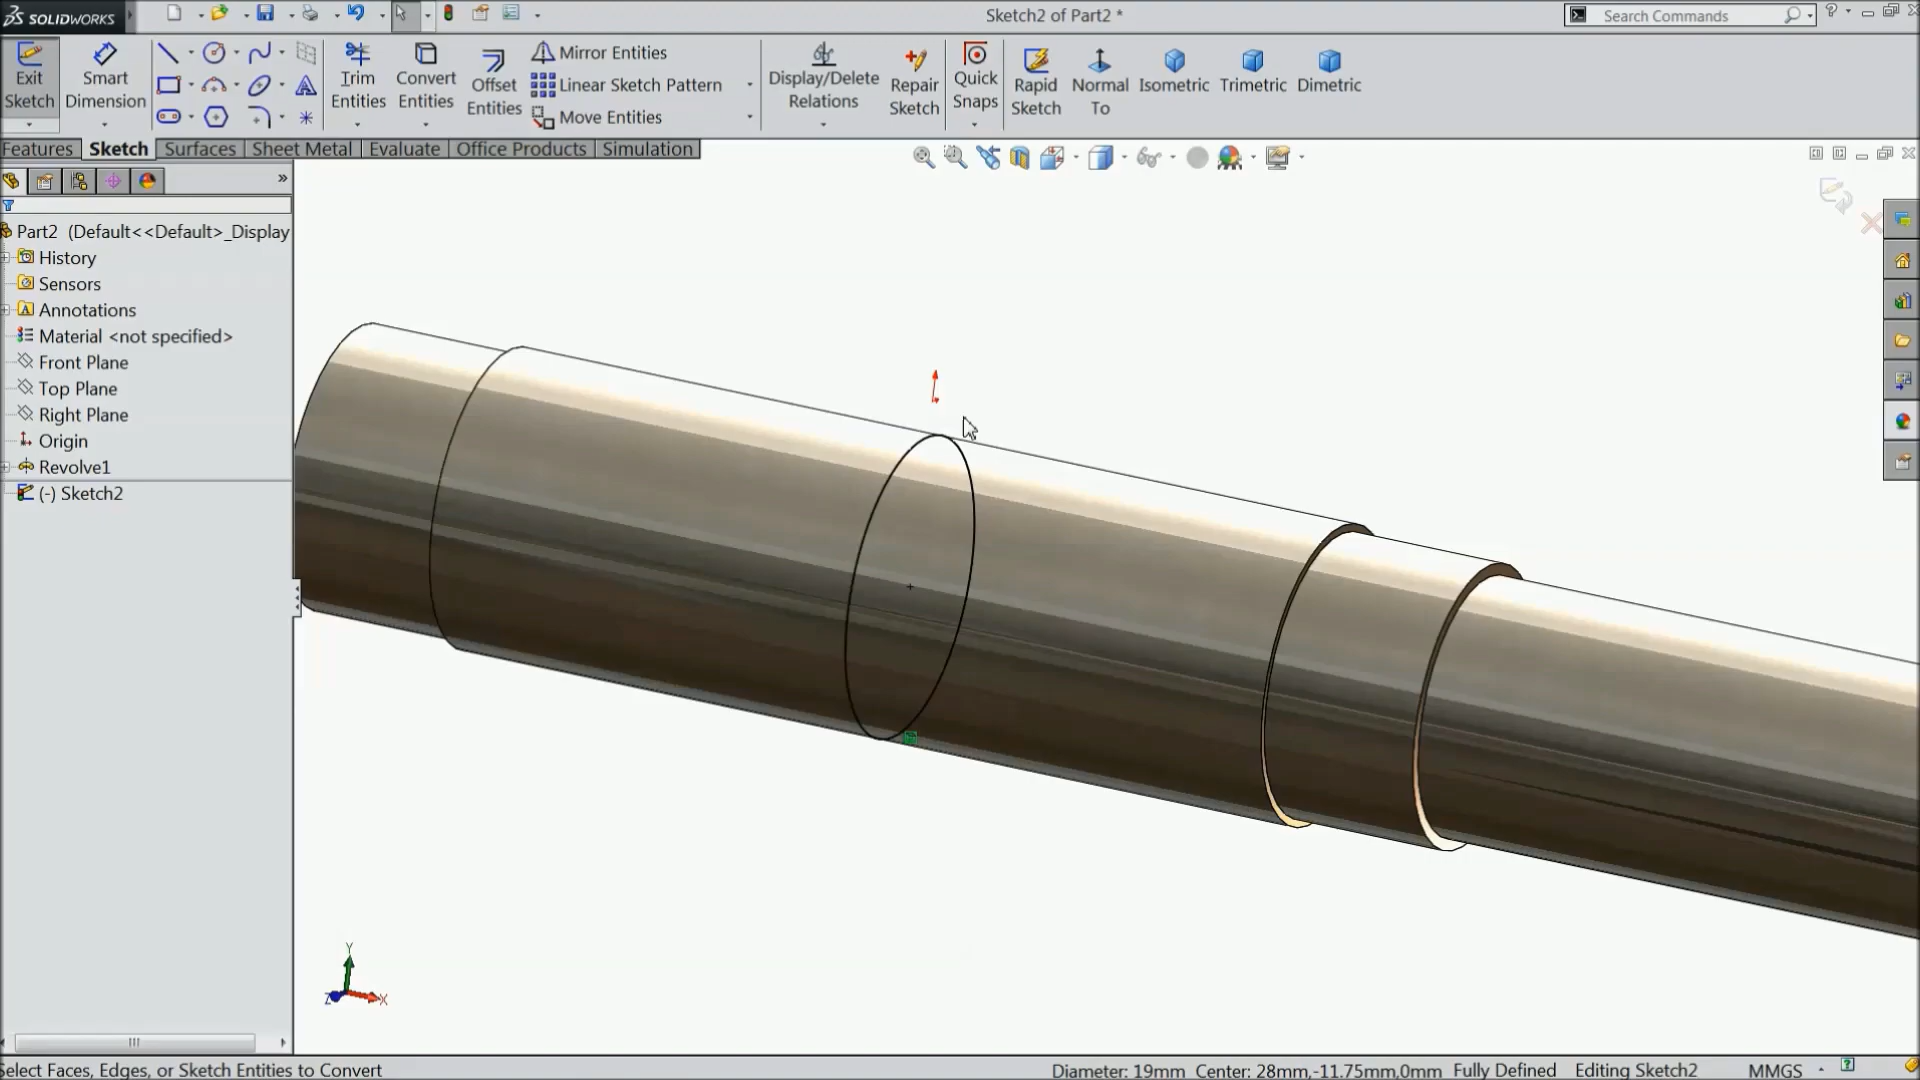 SOLIDWORKS
Sketch2 of Part2 *
Search Commands
Exit Sketch
Smart Dimension
Trim Entities
Convert Entities
Offset Entities
Mirror Entities
Linear Sketch Pattern
Move Entities
Display/Delete Relations
Repair Sketch
Quick Snaps
Rapid Sketch
Normal To
Isometric
Trimetric
Dimetric
Features Sketch Surfaces Sheet Metal Evaluate Office Products Simulation
Part2 (Default<<Default>_Display
History
Sensors
Annotations
Material <not specified>
Front Plane
Top Plane
Right Plane
Origin
Revolve1
(-) Sketch2
Y
Z
X
Select Faces, Edges, or Sketch Entities to Convert
Diameter: 19mm Center: 28mm,-11.75mm,0mm Fully Defined Editing Sketch2 MMGS